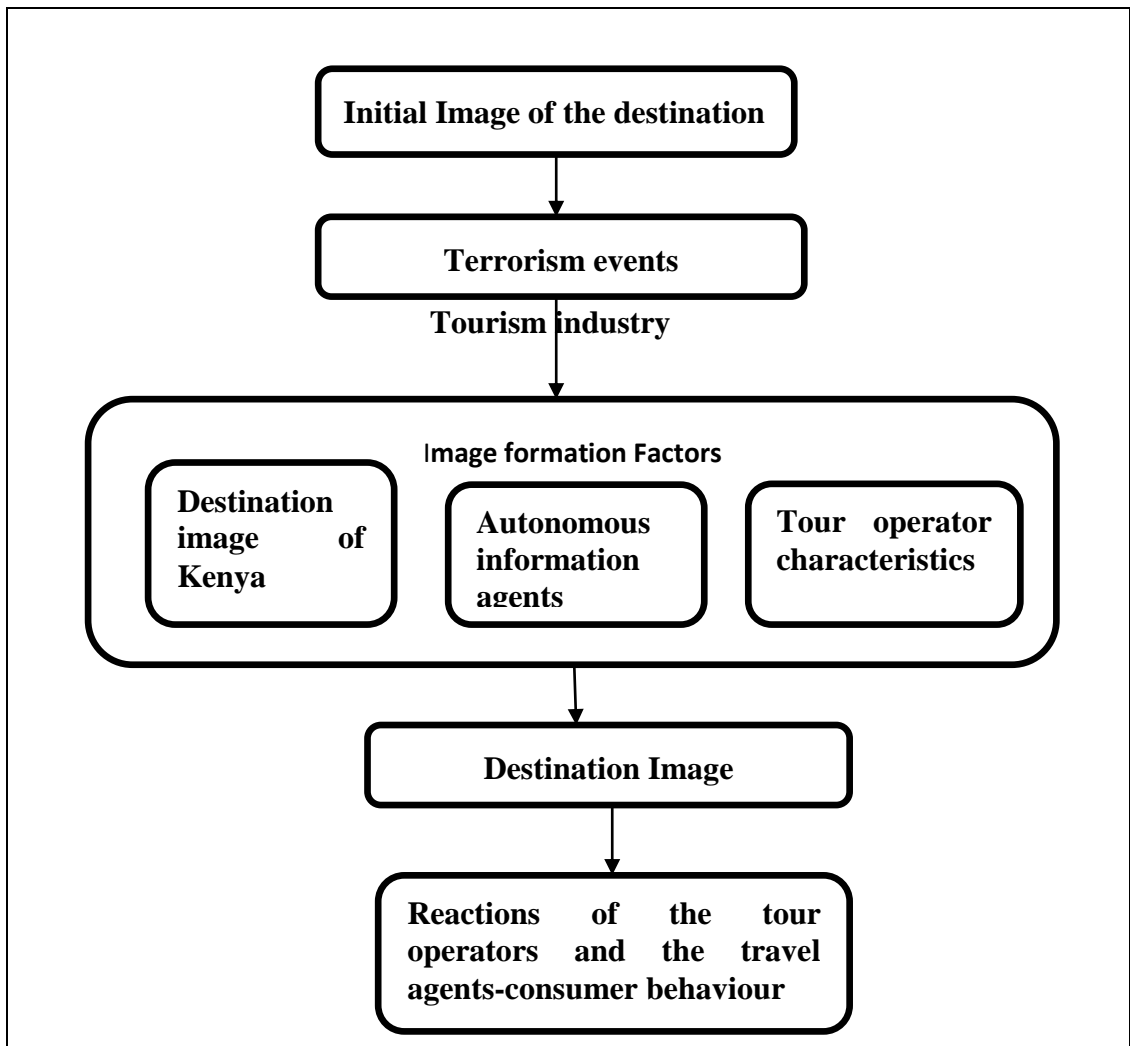 Initial Image of the destination
Terrorism events
Tourism industry
Image formation Factors
Destination
image of
Kenya
Autonomous
information
agents
Tour operator
characteristics
Destination Image
Reactions of the tour
operators and the travel
agents-consumer behaviour